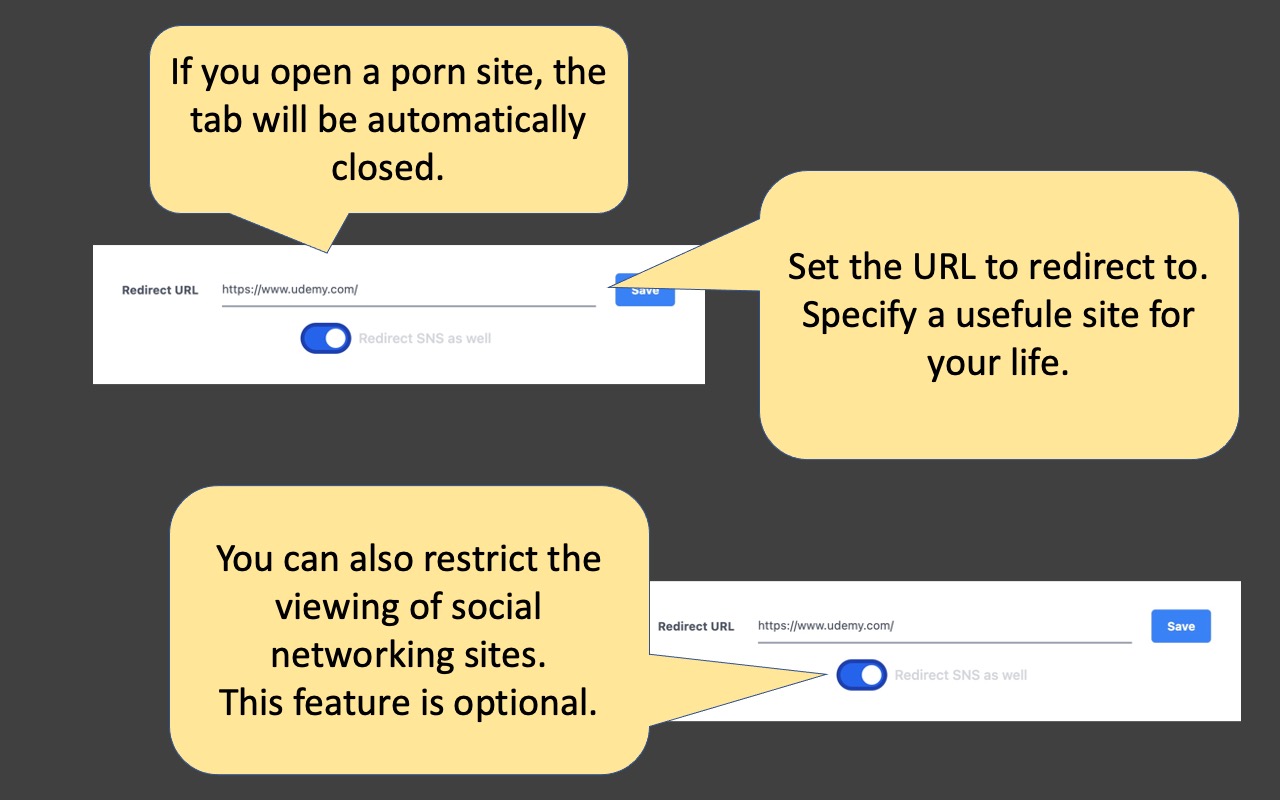 If you open a porn site, the
tab will be automatically
closed.
Set the URL to redirect to.
Specify a usefule site for
your life.
Redirect URL
https://www.udemy.com/
Save
Redirect SNS as well
You can also restrict the
viewing of social
networking sites.
This feature is optional.
Redirect URL
https://www.udemy.com/
Save
Redirect SNS as well